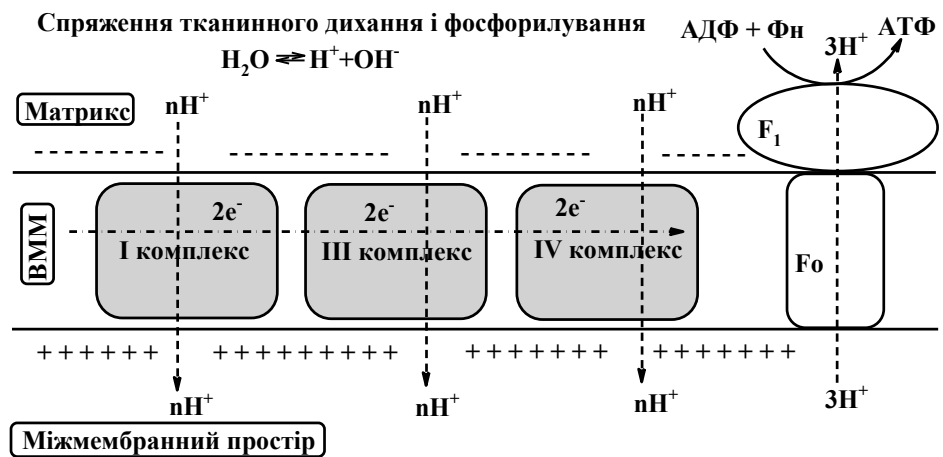 Спряження тканинного дихання і фосфорилування
H₂O ⇌ H⁺+OH⁻
АДФ + Фн
АТФ
3H⁺
Матрикс
nH⁺
nH⁺
nH⁺
F₁
- - - - - - - - - - - - - - - - - - - - - - - - - - - -
ВММ
2e⁻
2e⁻
2e⁻
І комплекс
ІІІ комплекс
IV комплекс
Fo
+ + + + + + + + + + + + + + + + + + + + + + + + + + + + +
nH⁺
nH⁺
nH⁺
3H⁺
Міжмембранний простір